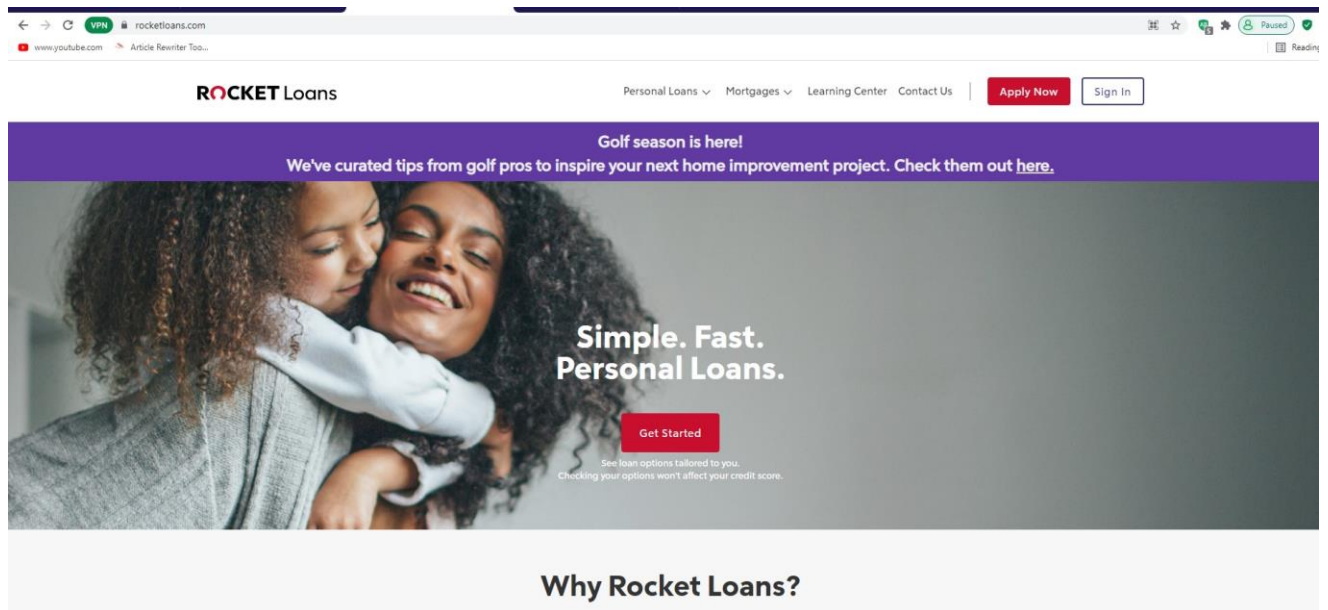 VPN rocketloans.com Paused
www.youtube.com Article Rewriter Too... Reading
ROCKET Loans Personal Loans Mortgages Learning Center Contact Us Apply Now Sign In
Golf season is here!
We've curated tips from golf pros to inspire your next home improvement project. Check them out here.
Simple. Fast.
Personal Loans.
Get Started
See loan options tailored to you.
Checking your options won't affect your credit score.
Why Rocket Loans?